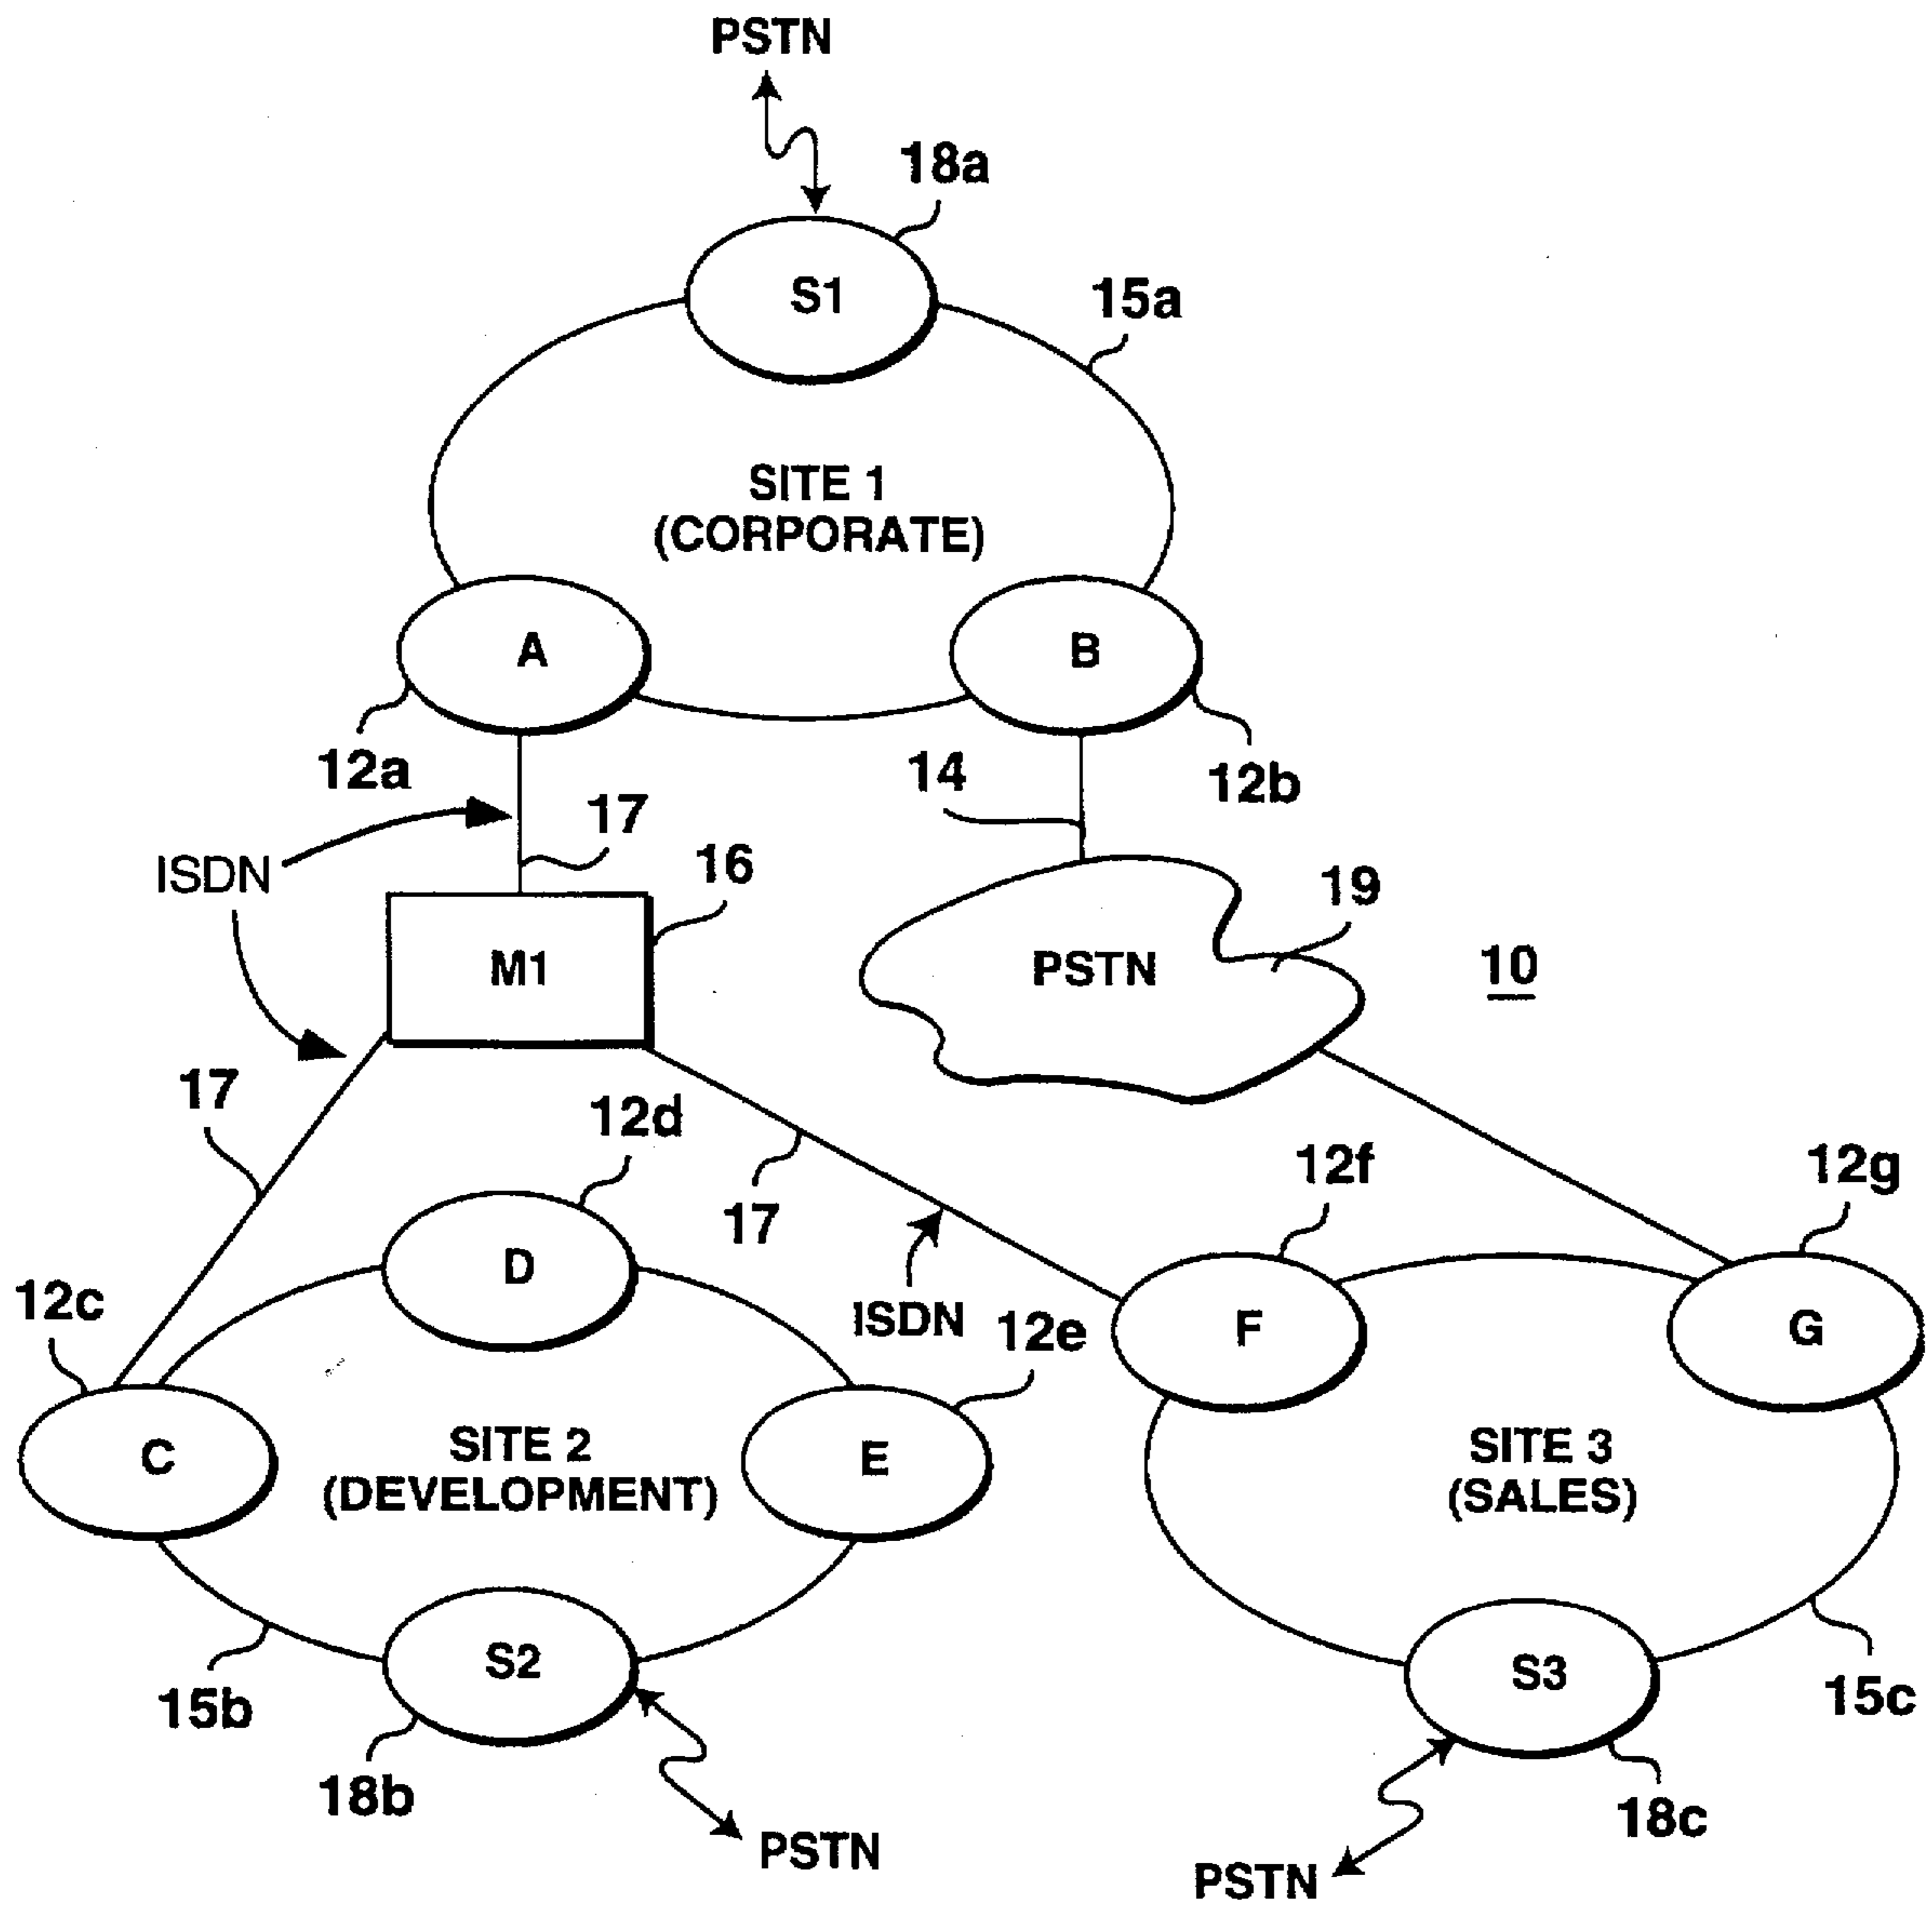 PSTN
18a
S1
15a
SITE 1
(CORPORATE)
A
B
12a
14
12b
17
ISDN
16
19
M1
PSTN
10
17
12d
12f
12g
17
D
12c
ISDN
12e
F
G
C
SITE 2
(DEVELOPMENT)
E
SITE 3
(SALES)
S2
S3
15b
15c
18b
18c
PSTN
PSTN